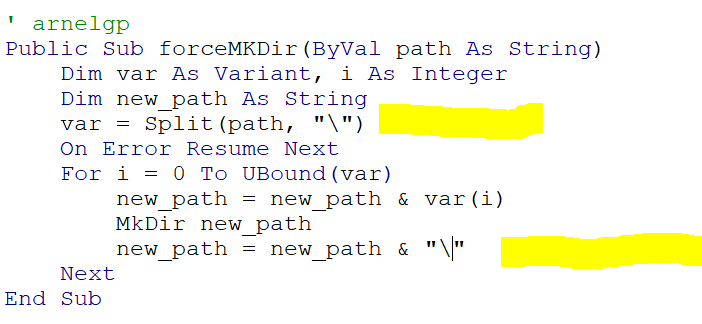 ' arnelgp
Public Sub forceMKDir(ByVal path As String)
    Dim var As Variant, i As Integer
    Dim new_path As String
    var = Split(path, "\")
    On Error Resume Next
    For i = 0 To UBound(var)
        new_path = new_path & var(i)
        MkDir new_path
        new_path = new_path & "\"
    Next
End Sub